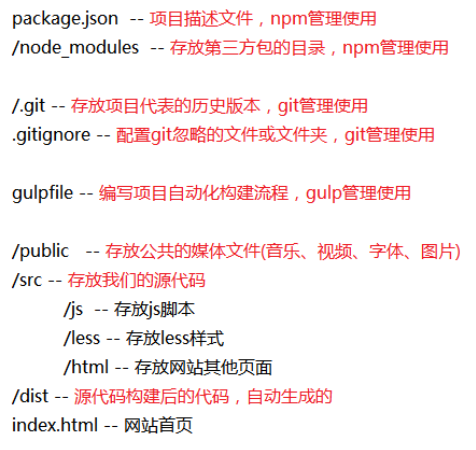 package.json -- 项目描述文件，npm管理使用
/node_modules -- 存放第三方包的目录，npm管理使用
/.git -- 存放项目代表的历史版本，git管理使用
.gitignore -- 配置git忽略的文件或文件夹，git管理使用
gulpfile -- 编写项目自动化构建流程，gulp管理使用
/public -- 存放公共的媒体文件(音乐、视频、字体、图片)
/src -- 存放我们的源代码
/js -- 存放js脚本
/less -- 存放less样式
/html -- 存放网站其他页面
/dist -- 源代码构建后的代码，自动生成的
index.html -- 网站首页